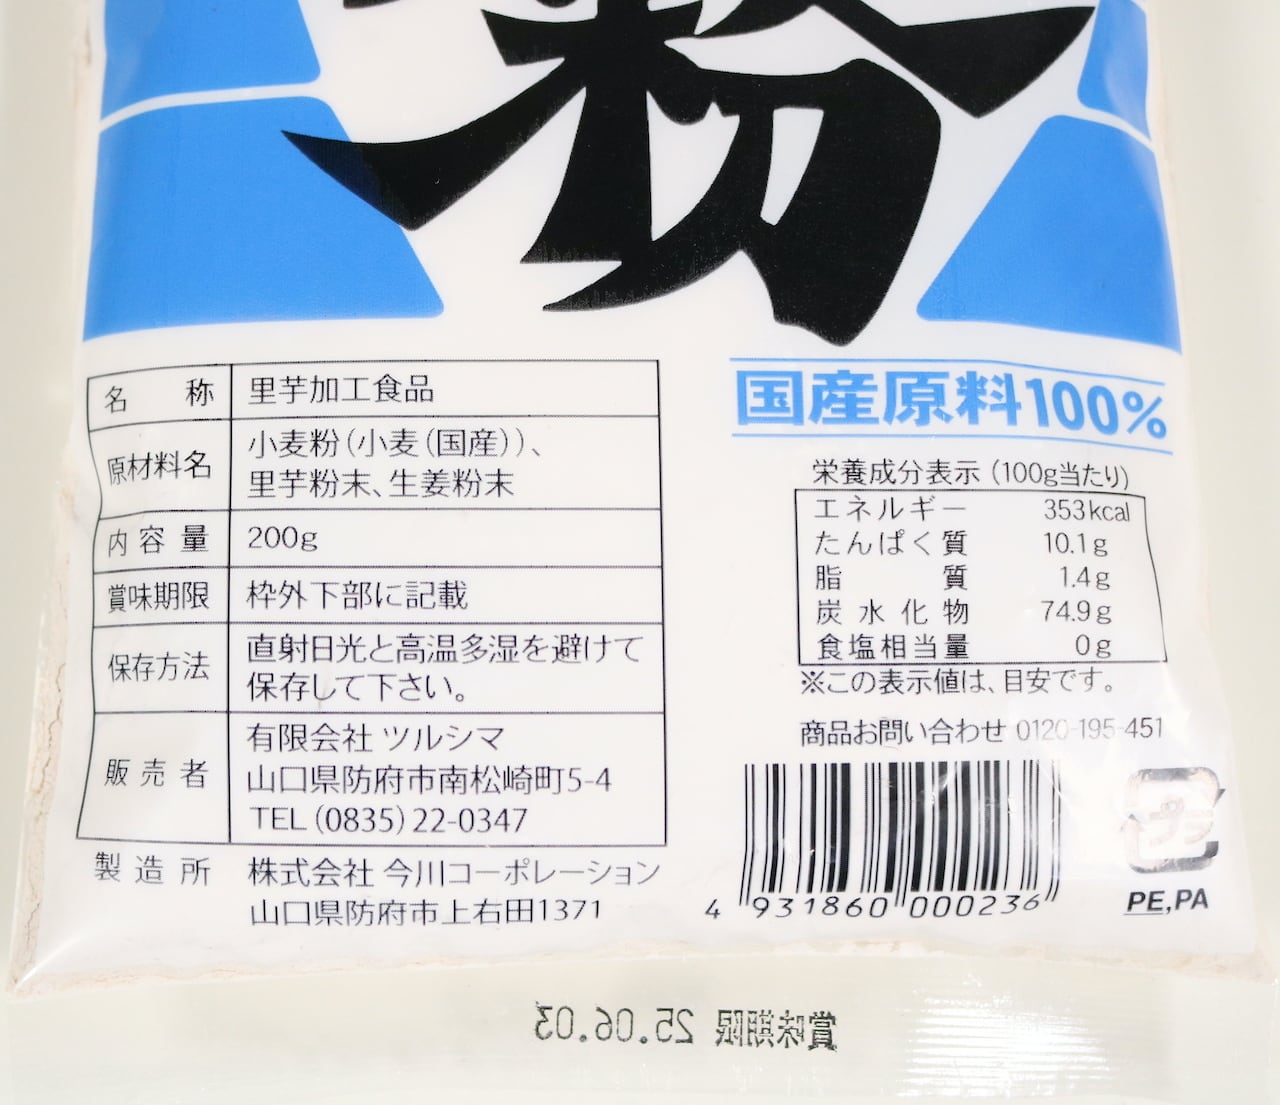 粉
名称 里芋加工食品
原材料名 小麦粉(小麦(国産))、
里芋粉末、生姜粉末
内容量 200g
賞味期限 枠外下部に記載
保存方法 直射日光と高温多湿を避けて
保存して下さい。
販売者 有限会社 ツルシマ
山口県防府市南松崎町5-4
TEL (0835) 22-0347
製造所 株式会社 今川コーポレーション
山口県防府市上右田1371
国産原料100%
栄養成分表示 (100g当たり)
エネルギー 353kcal
たんぱく質 10.1g
脂質 1.4g
炭水化物 74.9g
食塩相当量 0g
※この表示値は、目安です。
商品お問い合わせ 0120-195-451
4 931860 000236
プラ
PE,PA
賞味期限 25.06.03